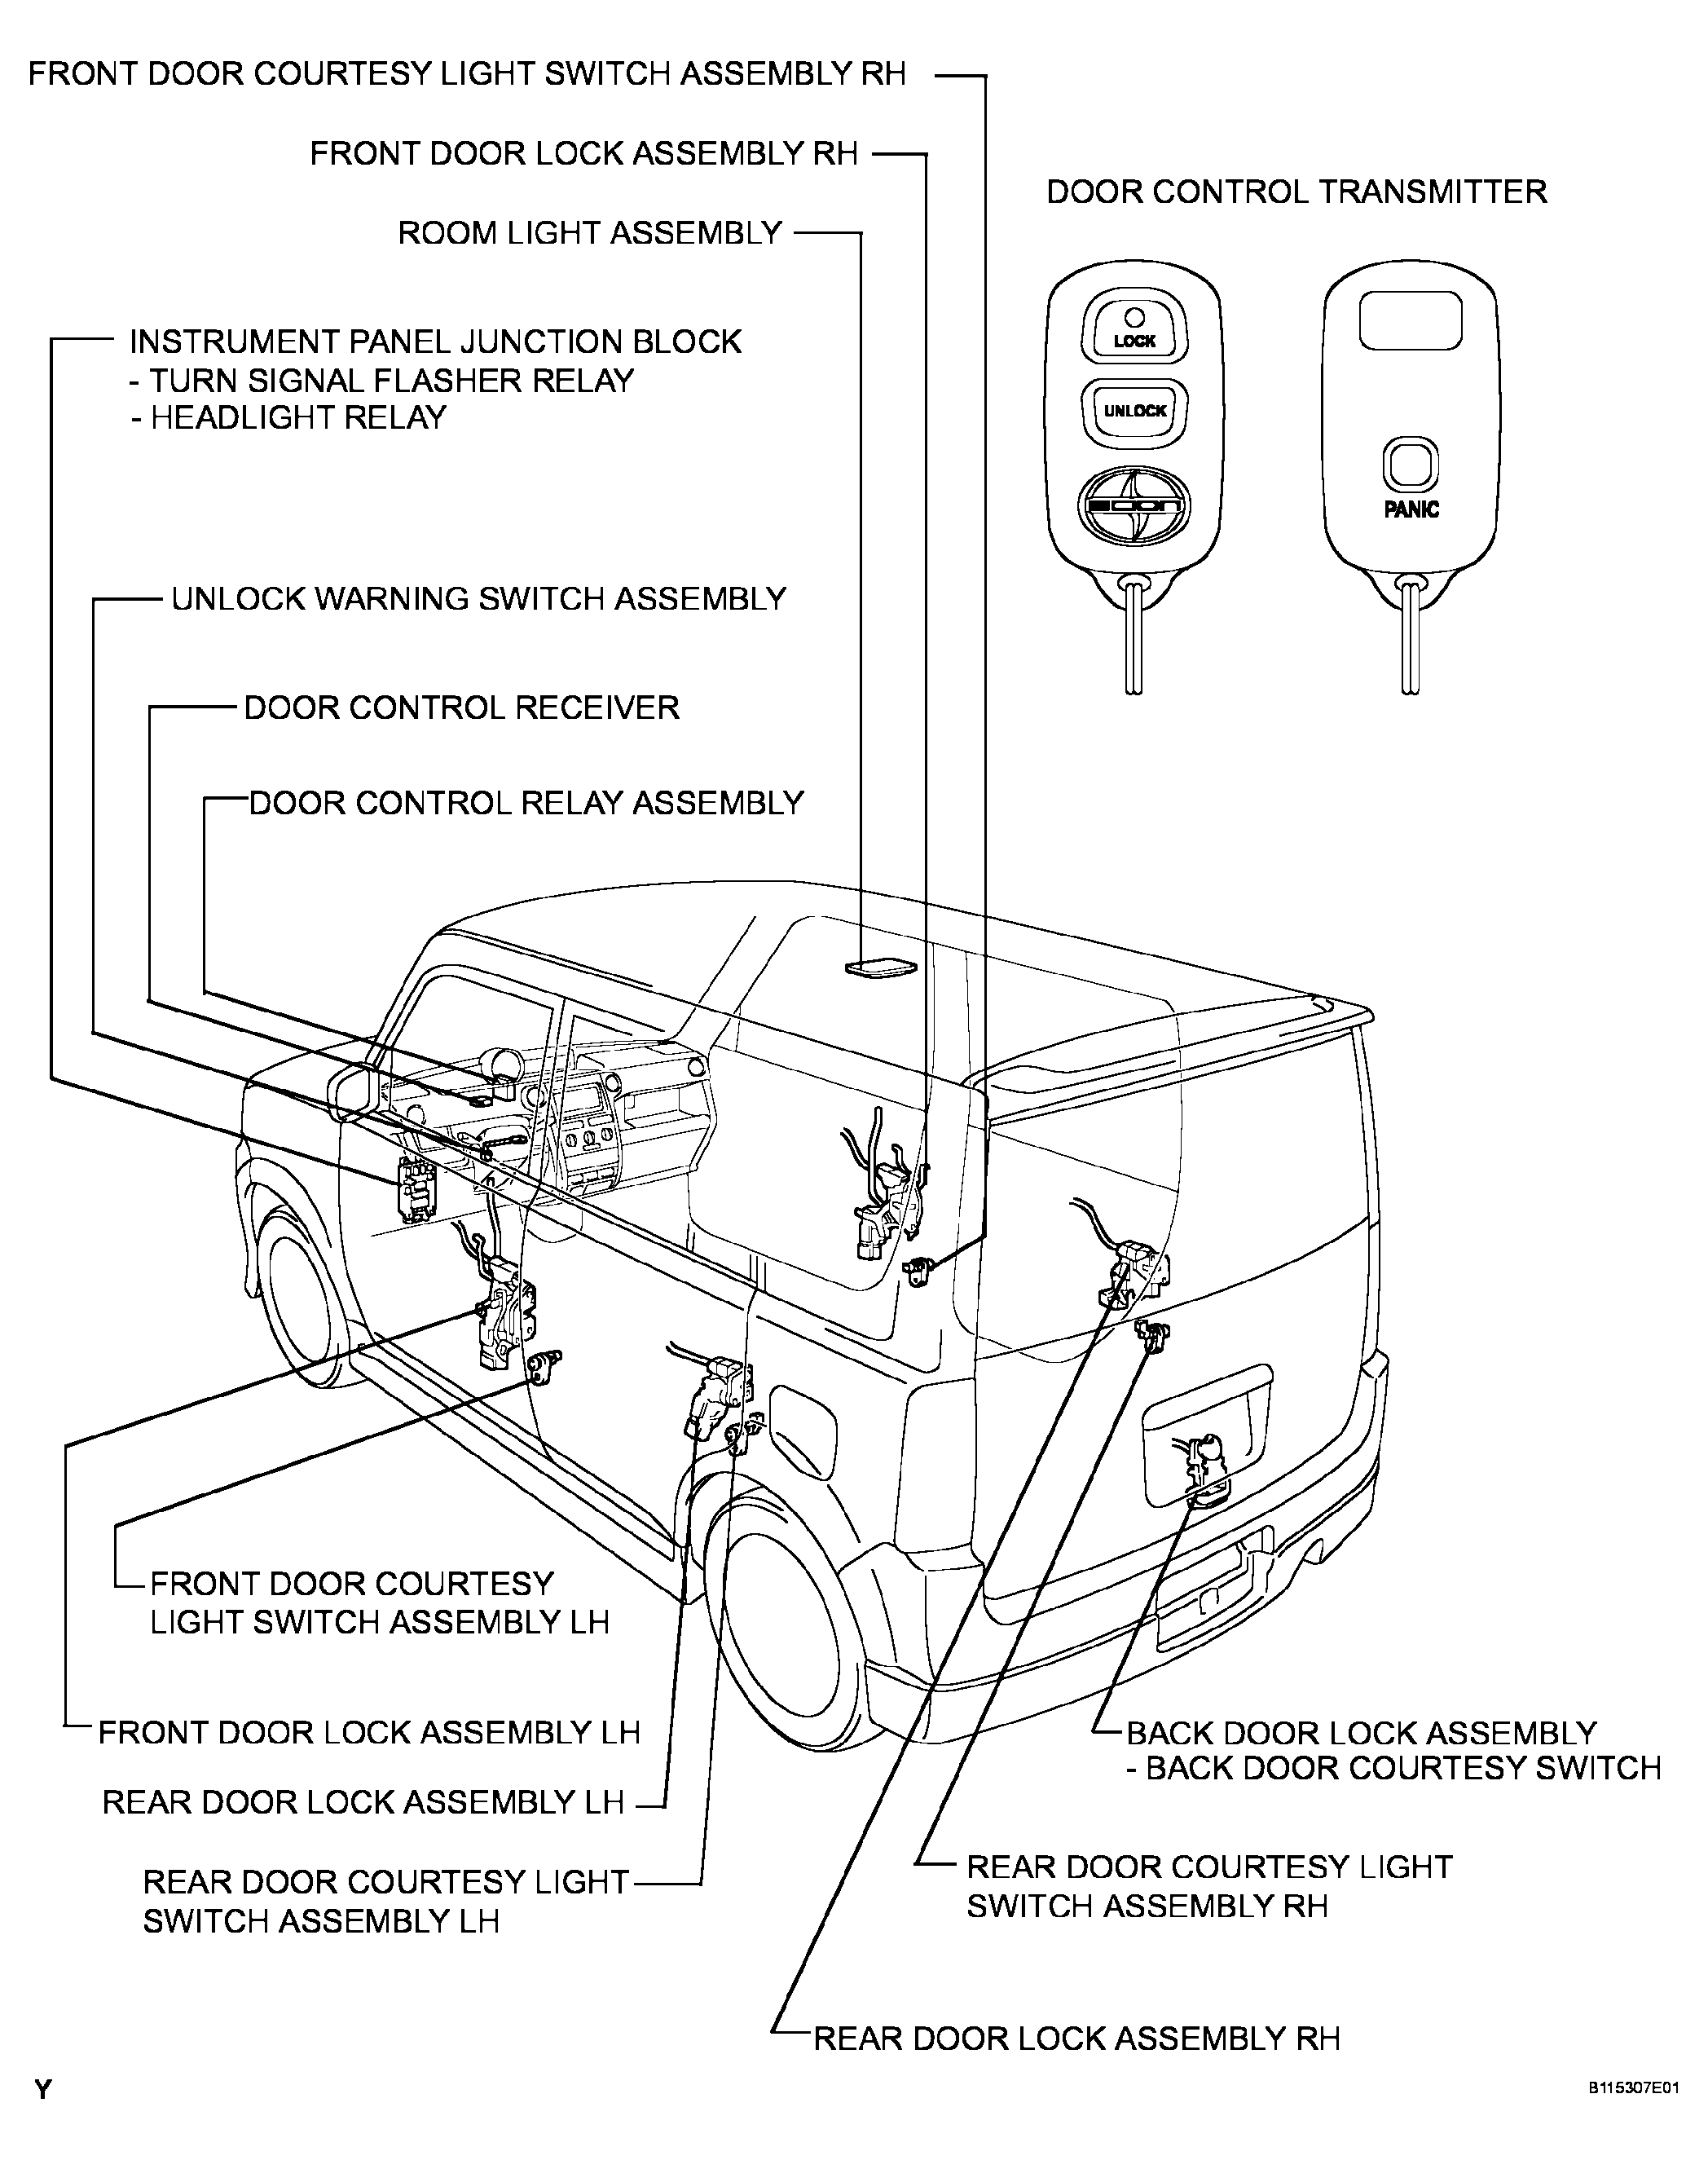 FRONT DOOR COURTESY LIGHT SWITCH ASSEMBLY RH
FRONT DOOR LOCK ASSEMBLY RH
DOOR CONTROL TRANSMITTER
ROOM LIGHT ASSEMBLY
INSTRUMENT PANEL JUNCTION BLOCK
- TURN SIGNAL FLASHER RELAY
- HEADLIGHT RELAY
LOCK
UNLOCK
SCION
PANIC
UNLOCK WARNING SWITCH ASSEMBLY
DOOR CONTROL RECEIVER
DOOR CONTROL RELAY ASSEMBLY
FRONT DOOR COURTESY
LIGHT SWITCH ASSEMBLY LH
FRONT DOOR LOCK ASSEMBLY LH
BACK DOOR LOCK ASSEMBLY
- BACK DOOR COURTESY SWITCH
REAR DOOR LOCK ASSEMBLY LH
REAR DOOR COURTESY LIGHT
SWITCH ASSEMBLY LH
REAR DOOR COURTESY LIGHT
SWITCH ASSEMBLY RH
REAR DOOR LOCK ASSEMBLY RH
Y
B115307E01